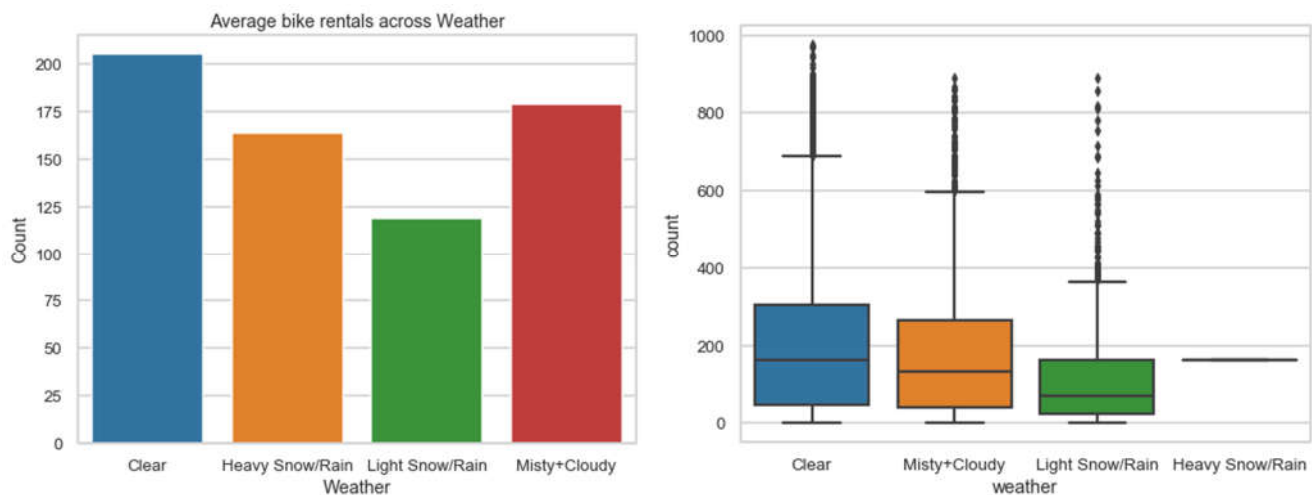 Average bike rentals across Weather
Count
200
175
150
125
100
75
50
25
0
Clear Heavy Snow/Rain Light Snow/Rain Misty+Cloudy
Weather
count
1000
800
600
400
200
0
Clear Misty+Cloudy Light Snow/Rain Heavy Snow/Rain
weather